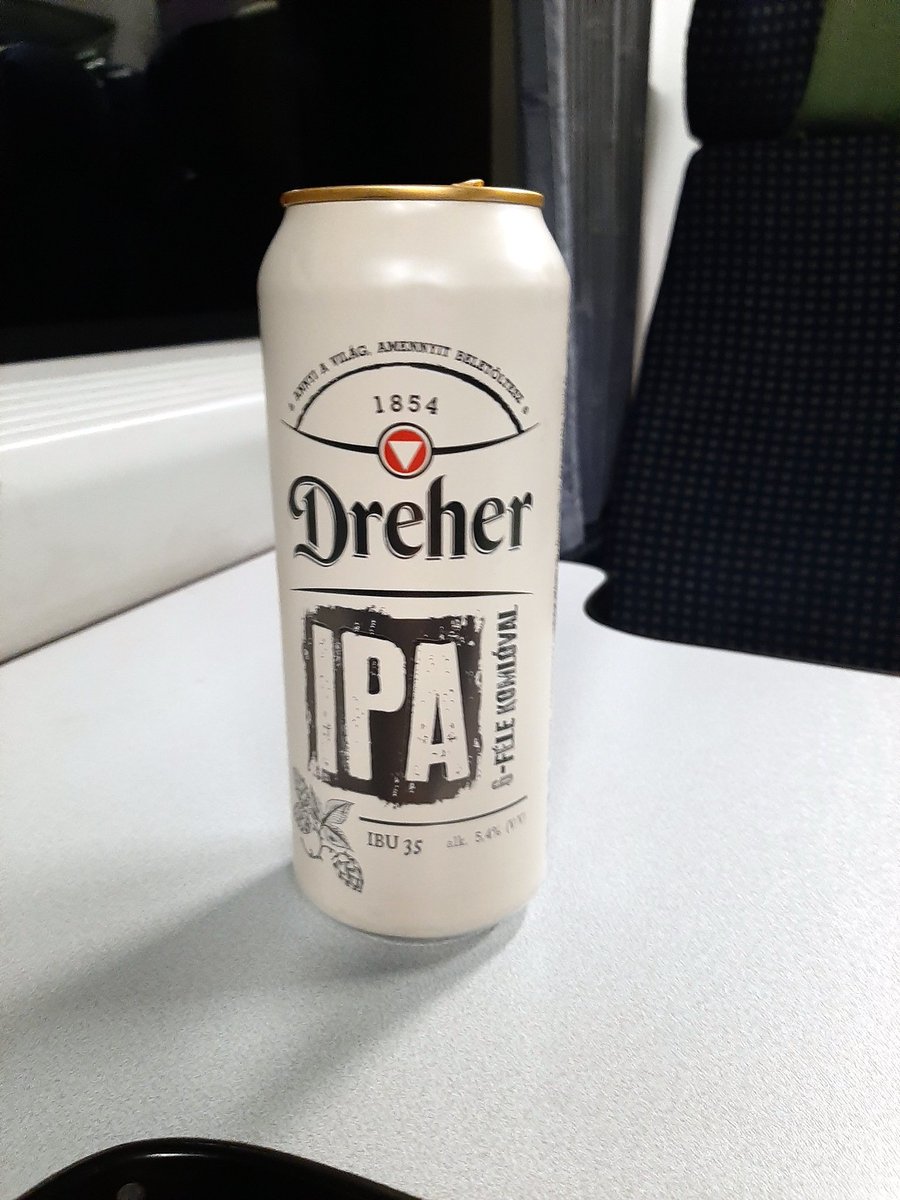 ANNYI A VILÁG, AMENNYIT BELETÖLTESZ
1854
Dreher
IPA
6-FÉLE KOMLÓVAL
IBU 35
alk. 5,4% (V/V)